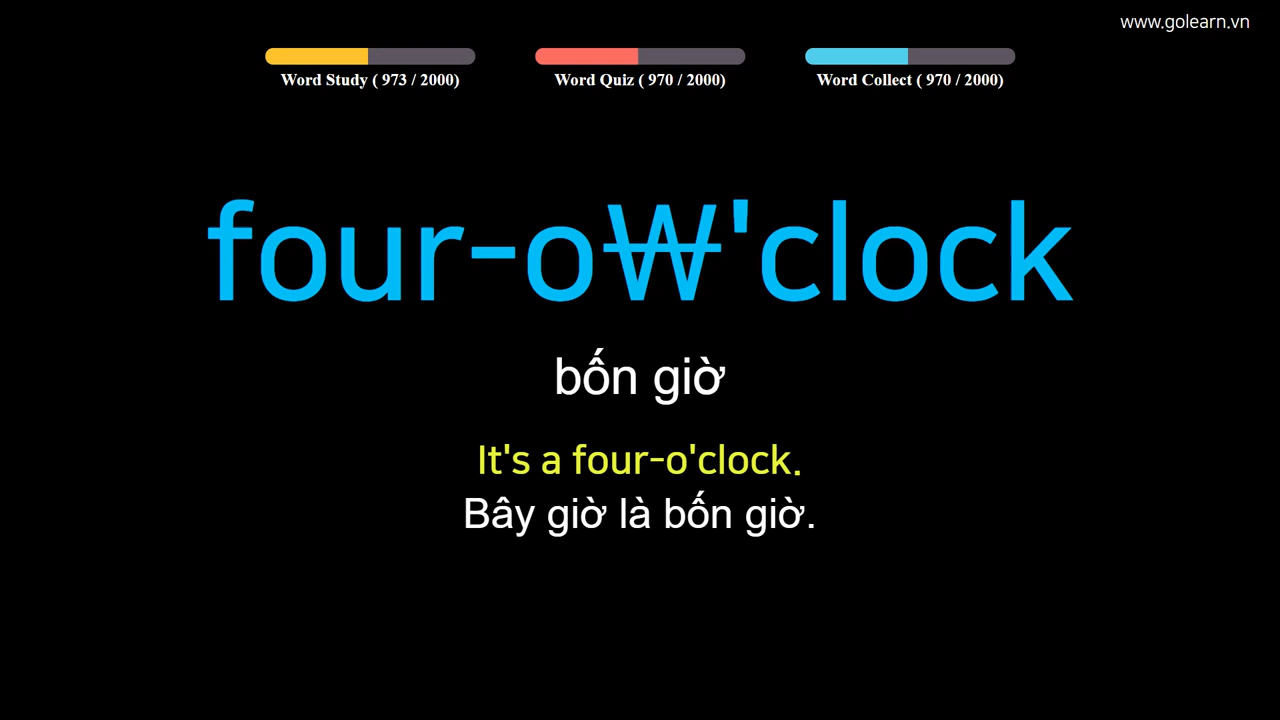 www.golearn.vn
Word Study ( 973 / 2000) Word Quiz ( 970 / 2000) Word Collect ( 970 / 2000)
four-o₩'clock
bốn giờ
It's a four-o'clock.
Bây giờ là bốn giờ.